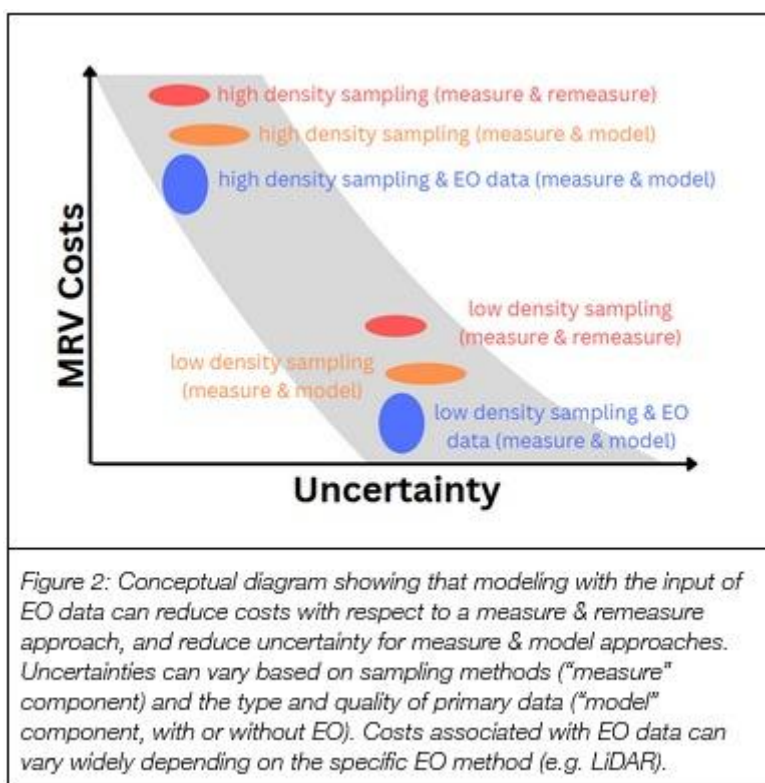 high density sampling (measure & remeasure)
high density sampling (measure & model)
high density sampling & EO data (measure & model)
MRV Costs
low density sampling
(measure & remeasure)
low density sampling
(measure & model)
low density sampling & EO
data (measure & model)
Uncertainty
Figure 2: Conceptual diagram showing that modeling with the input of
EO data can reduce costs with respect to a measure & remeasure
approach, and reduce uncertainty for measure & model approaches.
Uncertainties can vary based on sampling methods (“measure”
component) and the type and quality of primary data (“model”
component, with or without EO). Costs associated with EO data can
vary widely depending on the specific EO method (e.g. LiDAR).